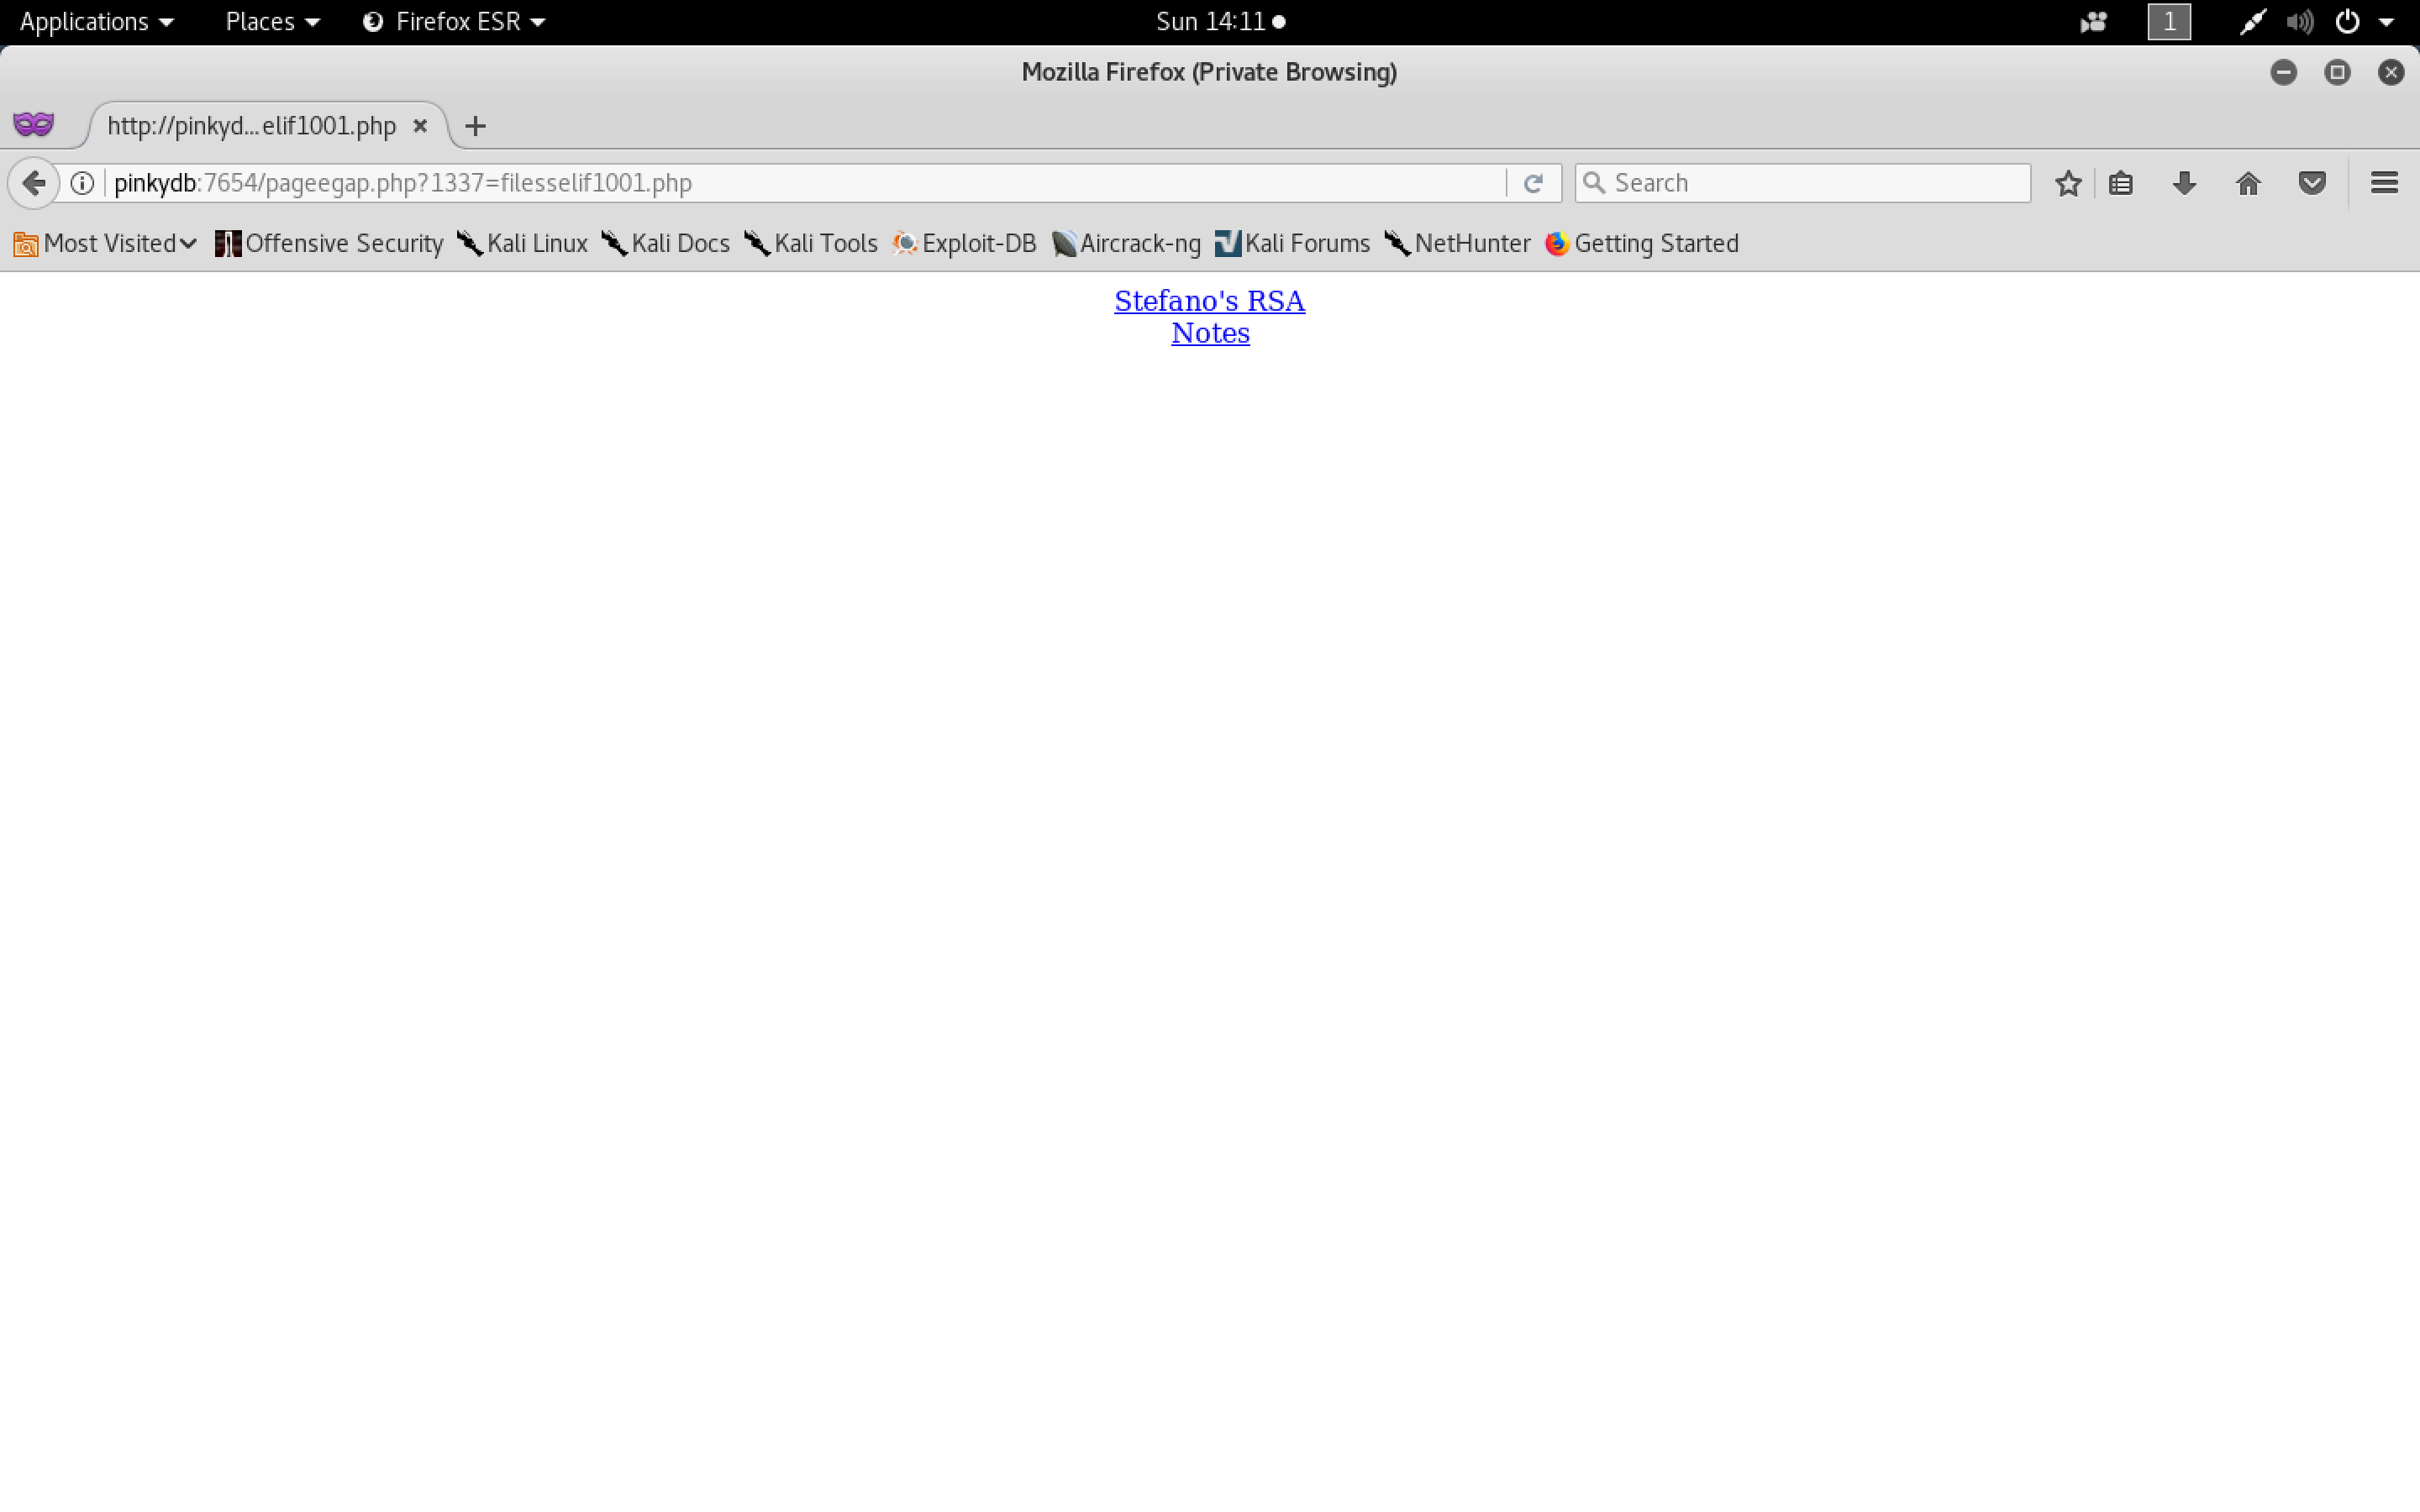 Applications Places Firefox ESR Sun 14:11 1
Mozilla Firefox (Private Browsing)
http://pinkyd...elif1001.php
pinkydb:7654/pageegap.php?1337=filesselif1001.php Search
Most Visited Offensive Security Kali Linux Kali Docs Kali Tools Exploit-DB Aircrack-ng Kali Forums NetHunter Getting Started
Stefano's RSA
Notes